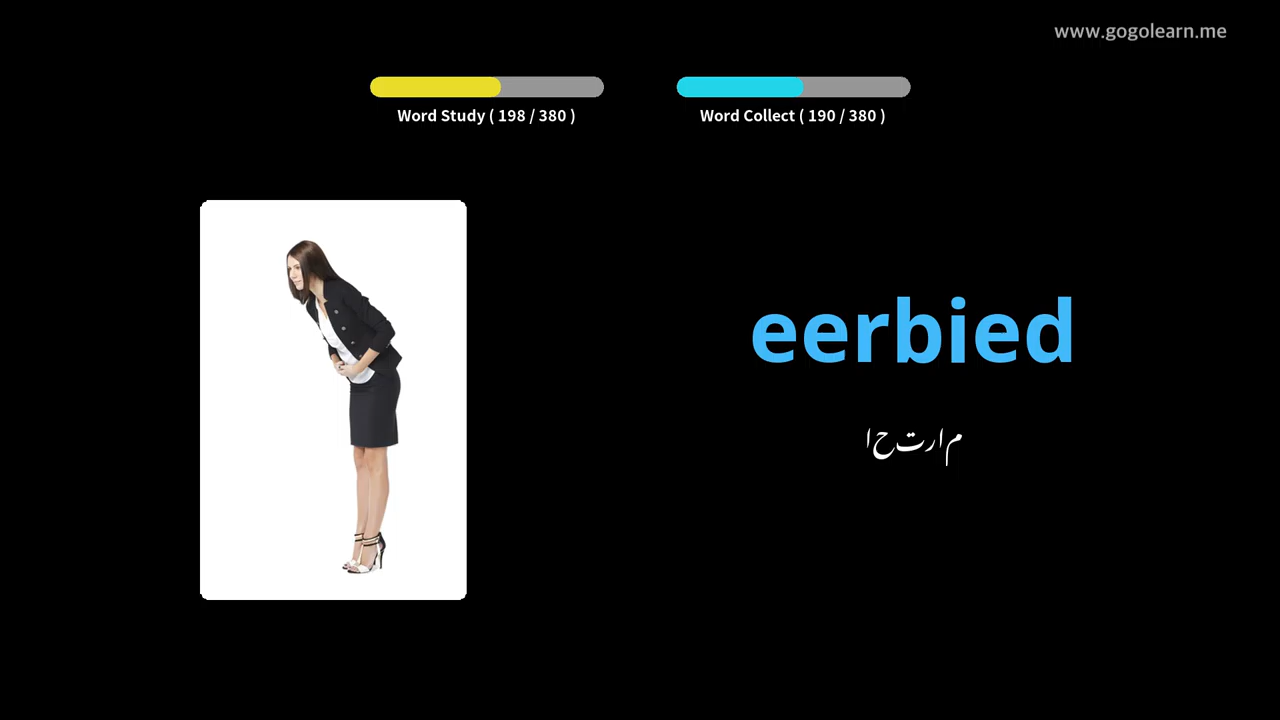 www.gogolearn.me
Word Study ( 198 / 380 )
Word Collect ( 190 / 380 )
eerbied
احترام